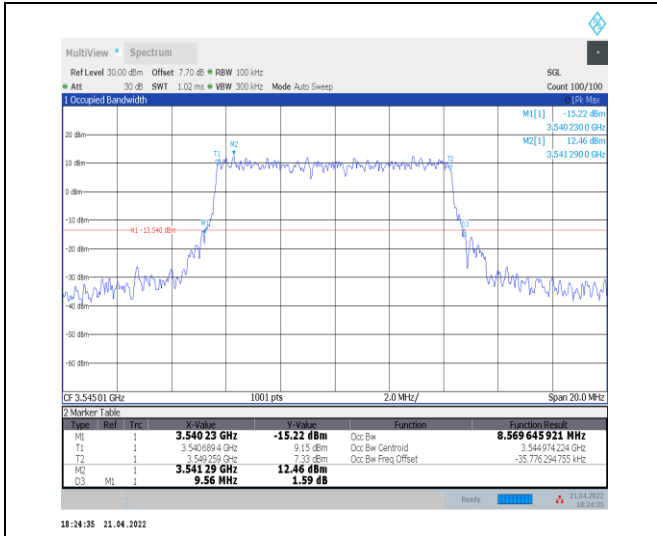 MultiView Spectrum
Ref Level 30.00 dBm Offset 7.70 dB RBW 100 kHz SGL
Att 30 dB SWT 1.02 ms VBW 300 kHz Mode Auto Sweep Count 100/100
1 Occupied Bandwidth 1Pk Max
M1[1] -15.22 dBm
3.540 230 0 GHz
M2[1] 12.46 dBm
3.541 290 0 GHz
20 dBm
M2
T1 T2
10 dBm
0 dBm
-10 dBm
M1 D3
H1 -13.540 dBm
-20 dBm
-30 dBm
-40 dBm
-50 dBm
-60 dBm
CF 3.545 01 GHz 1001 pts 2.0 MHz/ Span 20.0 MHz
2 Marker Table
Type Ref Trc X-Value Y-Value Function Function Result
M1 1 3.540 23 GHz -15.22 dBm Occ Bw 8.569 645 921 MHz
T1 1 3.540 689 4 GHz 9.15 dBm Occ Bw Centroid 3.544 974 224 GHz
T2 1 3.549 259 GHz 7.33 dBm Occ Bw Freq Offset -35.776 294 755 kHz
M2 1 3.541 29 GHz 12.46 dBm
D3 M1 1 9.56 MHz 1.59 dB
Ready 21.04.2022
18:24:35
18:24:35 21.04.2022